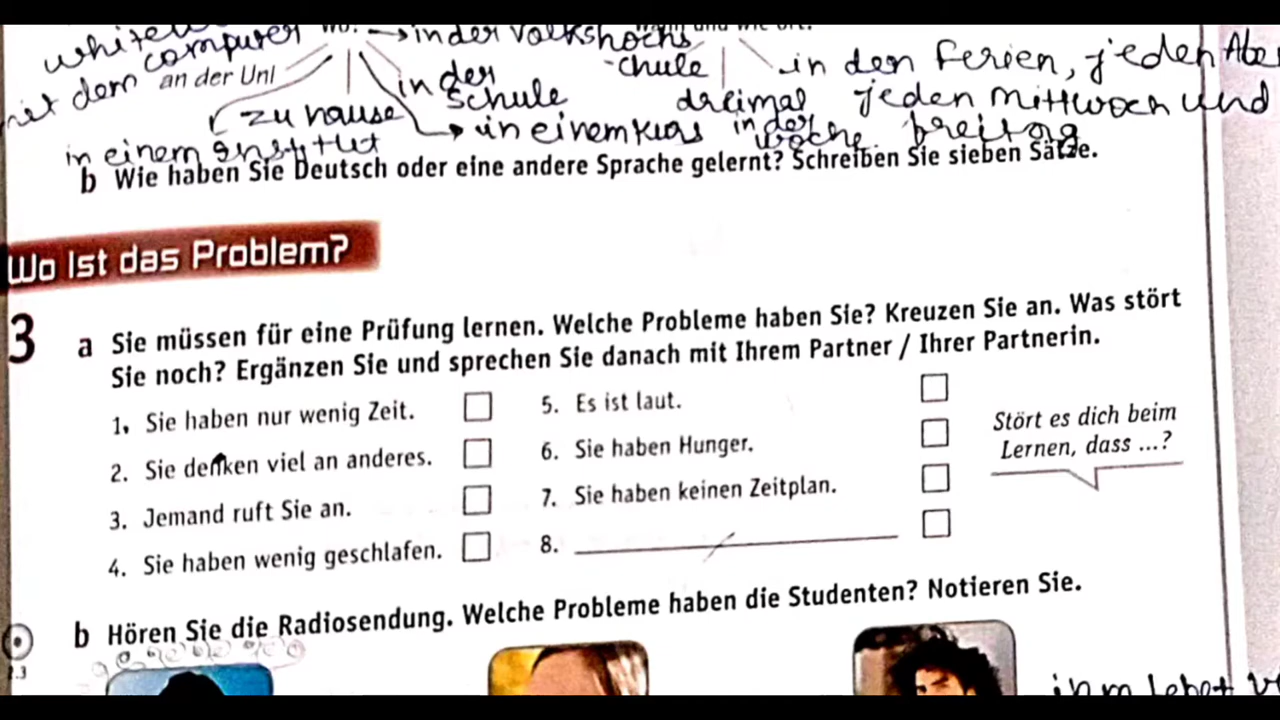 computer → in der Volkshochs
-chule
in den Ferien, jeden
dem an der Uni
in der
schule
dreimal
in der
woche
jeden mittwoch und
zu hause
→ in einem Kurs
in einem
b Wie haben Sie Deutsch oder eine andere Sprache gelernt? Schreiben Sie sieben Sätze.
Wo ist das Problem?
3 a Sie müssen für eine Prüfung lernen. Welche Probleme haben Sie? Kreuzen Sie an. Was stört
Sie noch? Ergänzen Sie und sprechen Sie danach mit Ihrem Partner / Ihrer Partnerin.
1. Sie haben nur wenig Zeit.
2. Sie denken viel an anderes.
3. Jemand ruft Sie an.
4. Sie haben wenig geschlafen.
5. Es ist laut.
6. Sie haben Hunger.
7. Sie haben keinen Zeitplan.
8.
Stört es dich beim
Lernen, dass ...?
b Hören Sie die Radiosendung. Welche Probleme haben die Studenten? Notieren Sie.